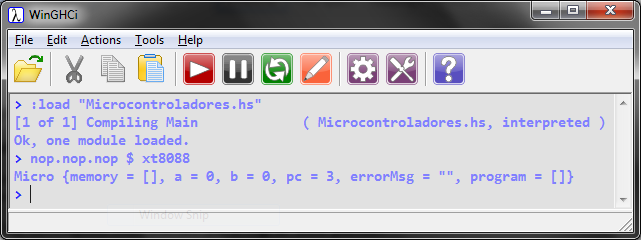 WinGHCi
File Edit Actions Tools Help
> :load "Microcontroladores.hs"
[1 of 1] Compiling Main ( Microcontroladores.hs, interpreted )
Ok, one module loaded.
> nop.nop.nop $ xt8088
Micro {memory = [], a = 0, b = 0, pc = 3, errorMsg = "", program = []}
>
Window Snip